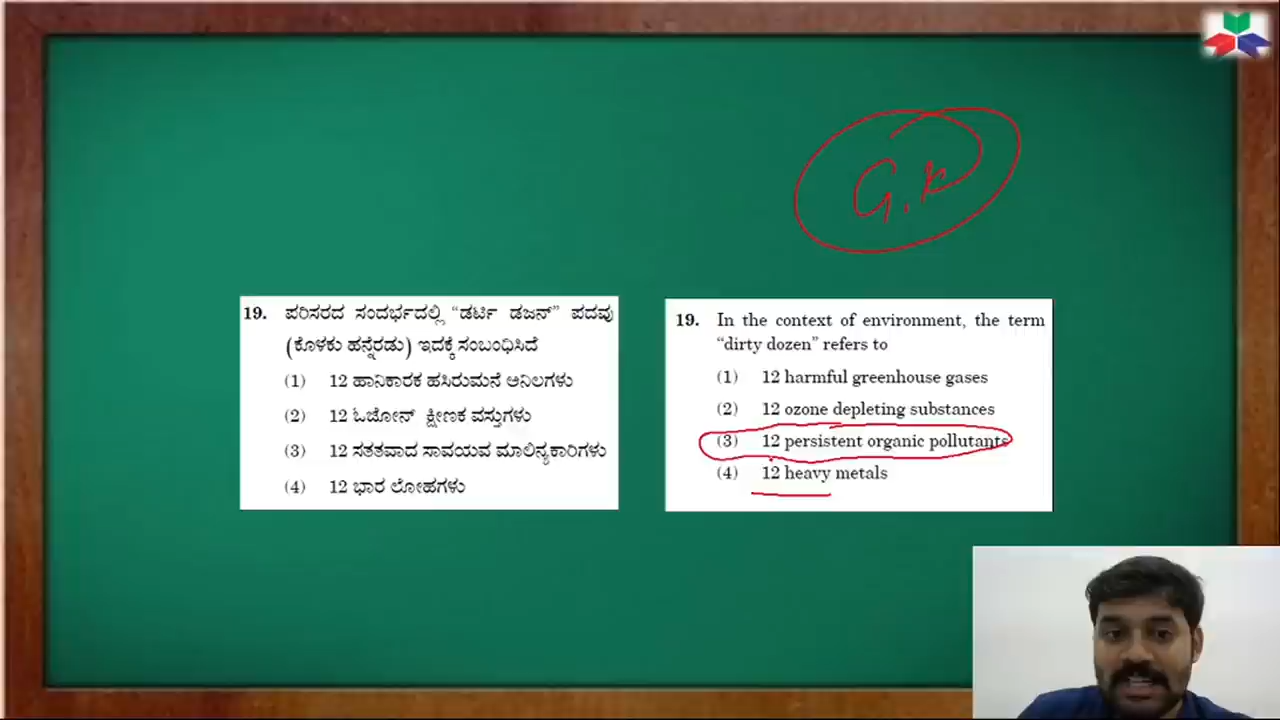 G.K
19. ಪರಿಸರದ ಸಂದರ್ಭದಲ್ಲಿ "ಡರ್ಟಿ ಡಜನ್" ಪದವು
(ಕೊಳಕು ಹನ್ನೆರಡು) ಇದಕ್ಕೆ ಸಂಬಂಧಿಸಿದೆ
(1) 12 ಹಾನಿಕಾರಕ ಹಸಿರುಮನೆ ಅನಿಲಗಳು
(2) 12 ಓಜೋನ್ ಕ್ಷೀಣಕ ವಸ್ತುಗಳು
(3) 12 ಸತತವಾದ ಸಾವಯವ ಮಾಲಿನ್ಯಕಾರಿಗಳು
(4) 12 ಭಾರ ಲೋಹಗಳು
19. In the context of environment, the term
"dirty dozen" refers to
(1) 12 harmful greenhouse gases
(2) 12 ozone depleting substances
(3) 12 persistent organic pollutants
(4) 12 heavy metals